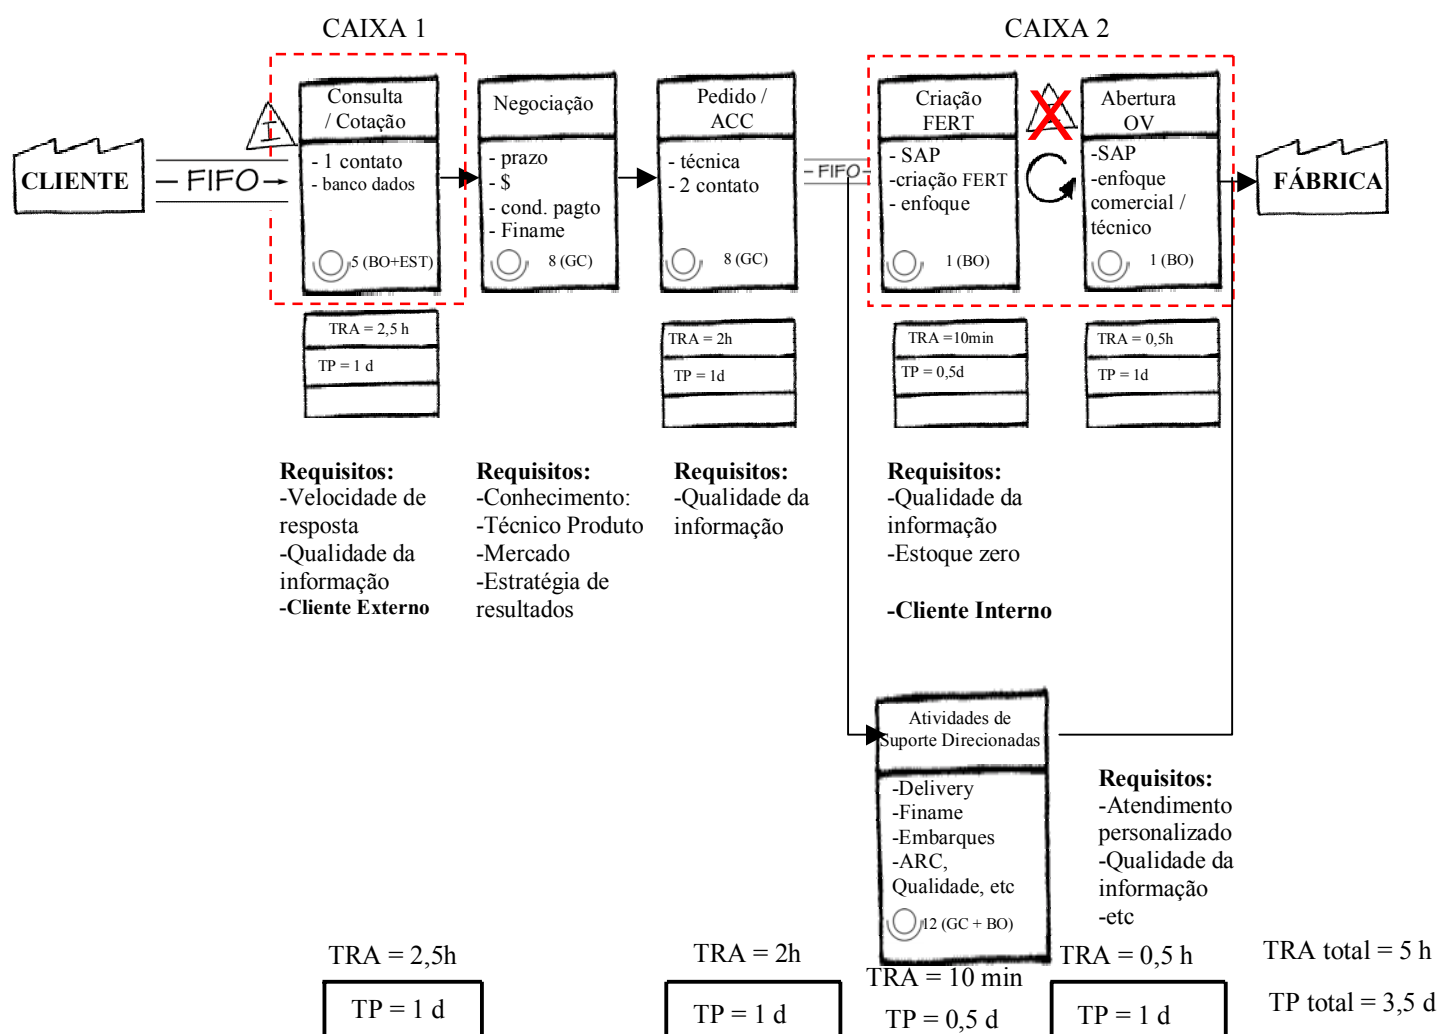 CAIXA 1
CAIXA 2
CLIENTE
FIFO
I
Consulta
/ Cotação
- 1 contato
- banco dados
5 (BO+EST)
Negociação
- prazo
- $
- cond. pagto
- Finame
8 (GC)
Pedido /
ACC
- técnica
- 2 contato
8 (GC)
FIFO
Criação
FERT
- SAP
-criação FERT
- enfoque
1 (BO)
X
Abertura
OV
-SAP
-enfoque
comercial /
técnico
1 (BO)
FÁBRICA
TRA = 2,5 h
TP = 1 d
TRA = 2h
TP = 1d
TRA =10min
TP = 0,5d
TRA = 0,5h
TP = 1d
Requisitos:
-Velocidade de
resposta
-Qualidade da
informação
-Cliente Externo
Requisitos:
-Conhecimento:
-Técnico Produto
-Mercado
-Estratégia de
resultados
Requisitos:
-Qualidade da
informação
Requisitos:
-Qualidade da
informação
-Estoque zero
-Cliente Interno
Atividades de
Suporte Direcionadas
-Delivery
-Finame
-Embarques
-ARC,
Qualidade, etc
12 (GC + BO)
Requisitos:
-Atendimento
personalizado
-Qualidade da
informação
-etc
TRA = 2,5h
TP = 1 d
TRA = 2h
TP = 1 d
TRA = 10 min
TP = 0,5 d
TRA = 0,5 h
TP = 1 d
TRA total = 5 h
TP total = 3,5 d